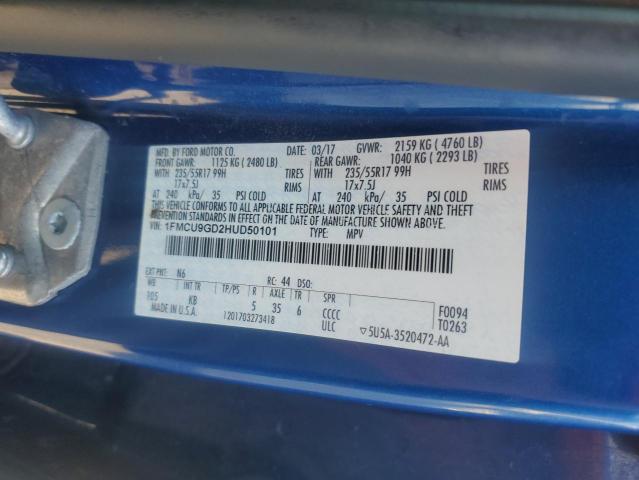 MFD. BY FORD MOTOR CO. DATE: 03/17 GVWR: 2159 KG ( 4760 LB)
FRONT GAWR: 1125 KG ( 2480 LB) REAR GAWR: 1040 KG ( 2293 LB)
WITH 235/55R17 99H TIRES WITH 235/55R17 99H TIRES
17x7.5J RIMS 17x7.5J RIMS
AT 240 kPa/ 35 PSI COLD AT 240 kPa/ 35 PSI COLD
THIS VEHICLE CONFORMS TO ALL APPLICABLE FEDERAL MOTOR VEHICLE SAFETY AND THEFT
PREVENTION STANDARDS IN EFFECT ON THE DATE OF MANUFACTURE SHOWN ABOVE.
VIN: 1FMCU9GD2HUD50101 TYPE: MPV
EXT PNT: N6 RC: 44 DSO:
WB INT TR TP/PS R AXLE TR SPR
105 KB 5 35 6 CCCC F0094
MADE IN U.S.A. 1201703273418 ULC T0263
▽5U5A-3520472-AA